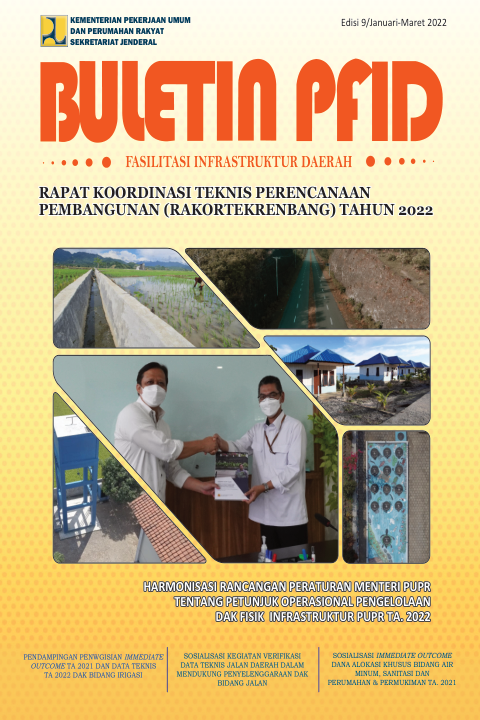 KEMENTERIAN PEKERJAAN UMUM
DAN PERUMAHAN RAKYAT
SEKRETARIAT JENDERAL
Edisi 9/Januari-Maret 2022
BULETIN PFID
FASILITASI INFRASTRUKTUR DAERAH
RAPAT KOORDINASI TEKNIS PERENCANAAN
PEMBANGUNAN (RAKORTEKRENBANG) TAHUN 2022
HARMONISASI RANCANGAN PERATURAN MENTERI PUPR
TENTANG PETUNJUK OPERASIONAL PENGELOLAAN
DAK FISIK INFRASTRUKTUR PUPR TA. 2022
PENDAMPINGAN PENWGISIAN IMMEDIATE
OUTCOME TA 2021 DAN DATA TEKNIS
TA 2022 DAK BIDANG IRIGASI
SOSIALISASI KEGIATAN VERIFIKASI
DATA TEKNIS JALAN DAERAH DALAM
MENDUKUNG PENYELENGGARAAN DAK
BIDANG JALAN
SOSIALISASI IMMEDIATE OUTCOME
DANA ALOKASI KHUSUS BIDANG AIR
MINUM, SANITASI DAN
PERUMAHAN & PERMUKIMAN TA. 2021